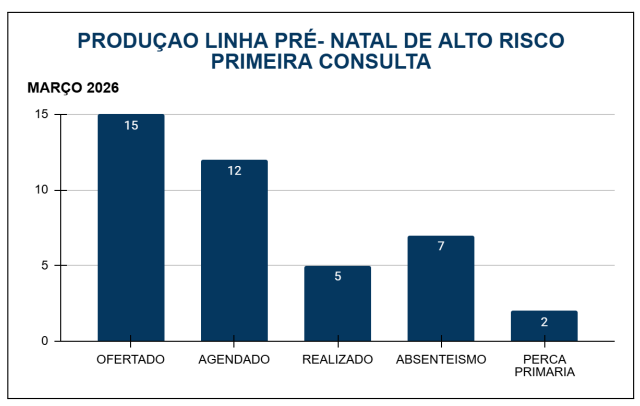 PRODUÇAO LINHA PRÉ- NATAL DE ALTO RISCO
PRIMEIRA CONSULTA
MARÇO 2026
15
10
5
0
15
12
5
7
2
OFERTADO
AGENDADO
REALIZADO
ABSENTEISMO
PERCA
PRIMARIA